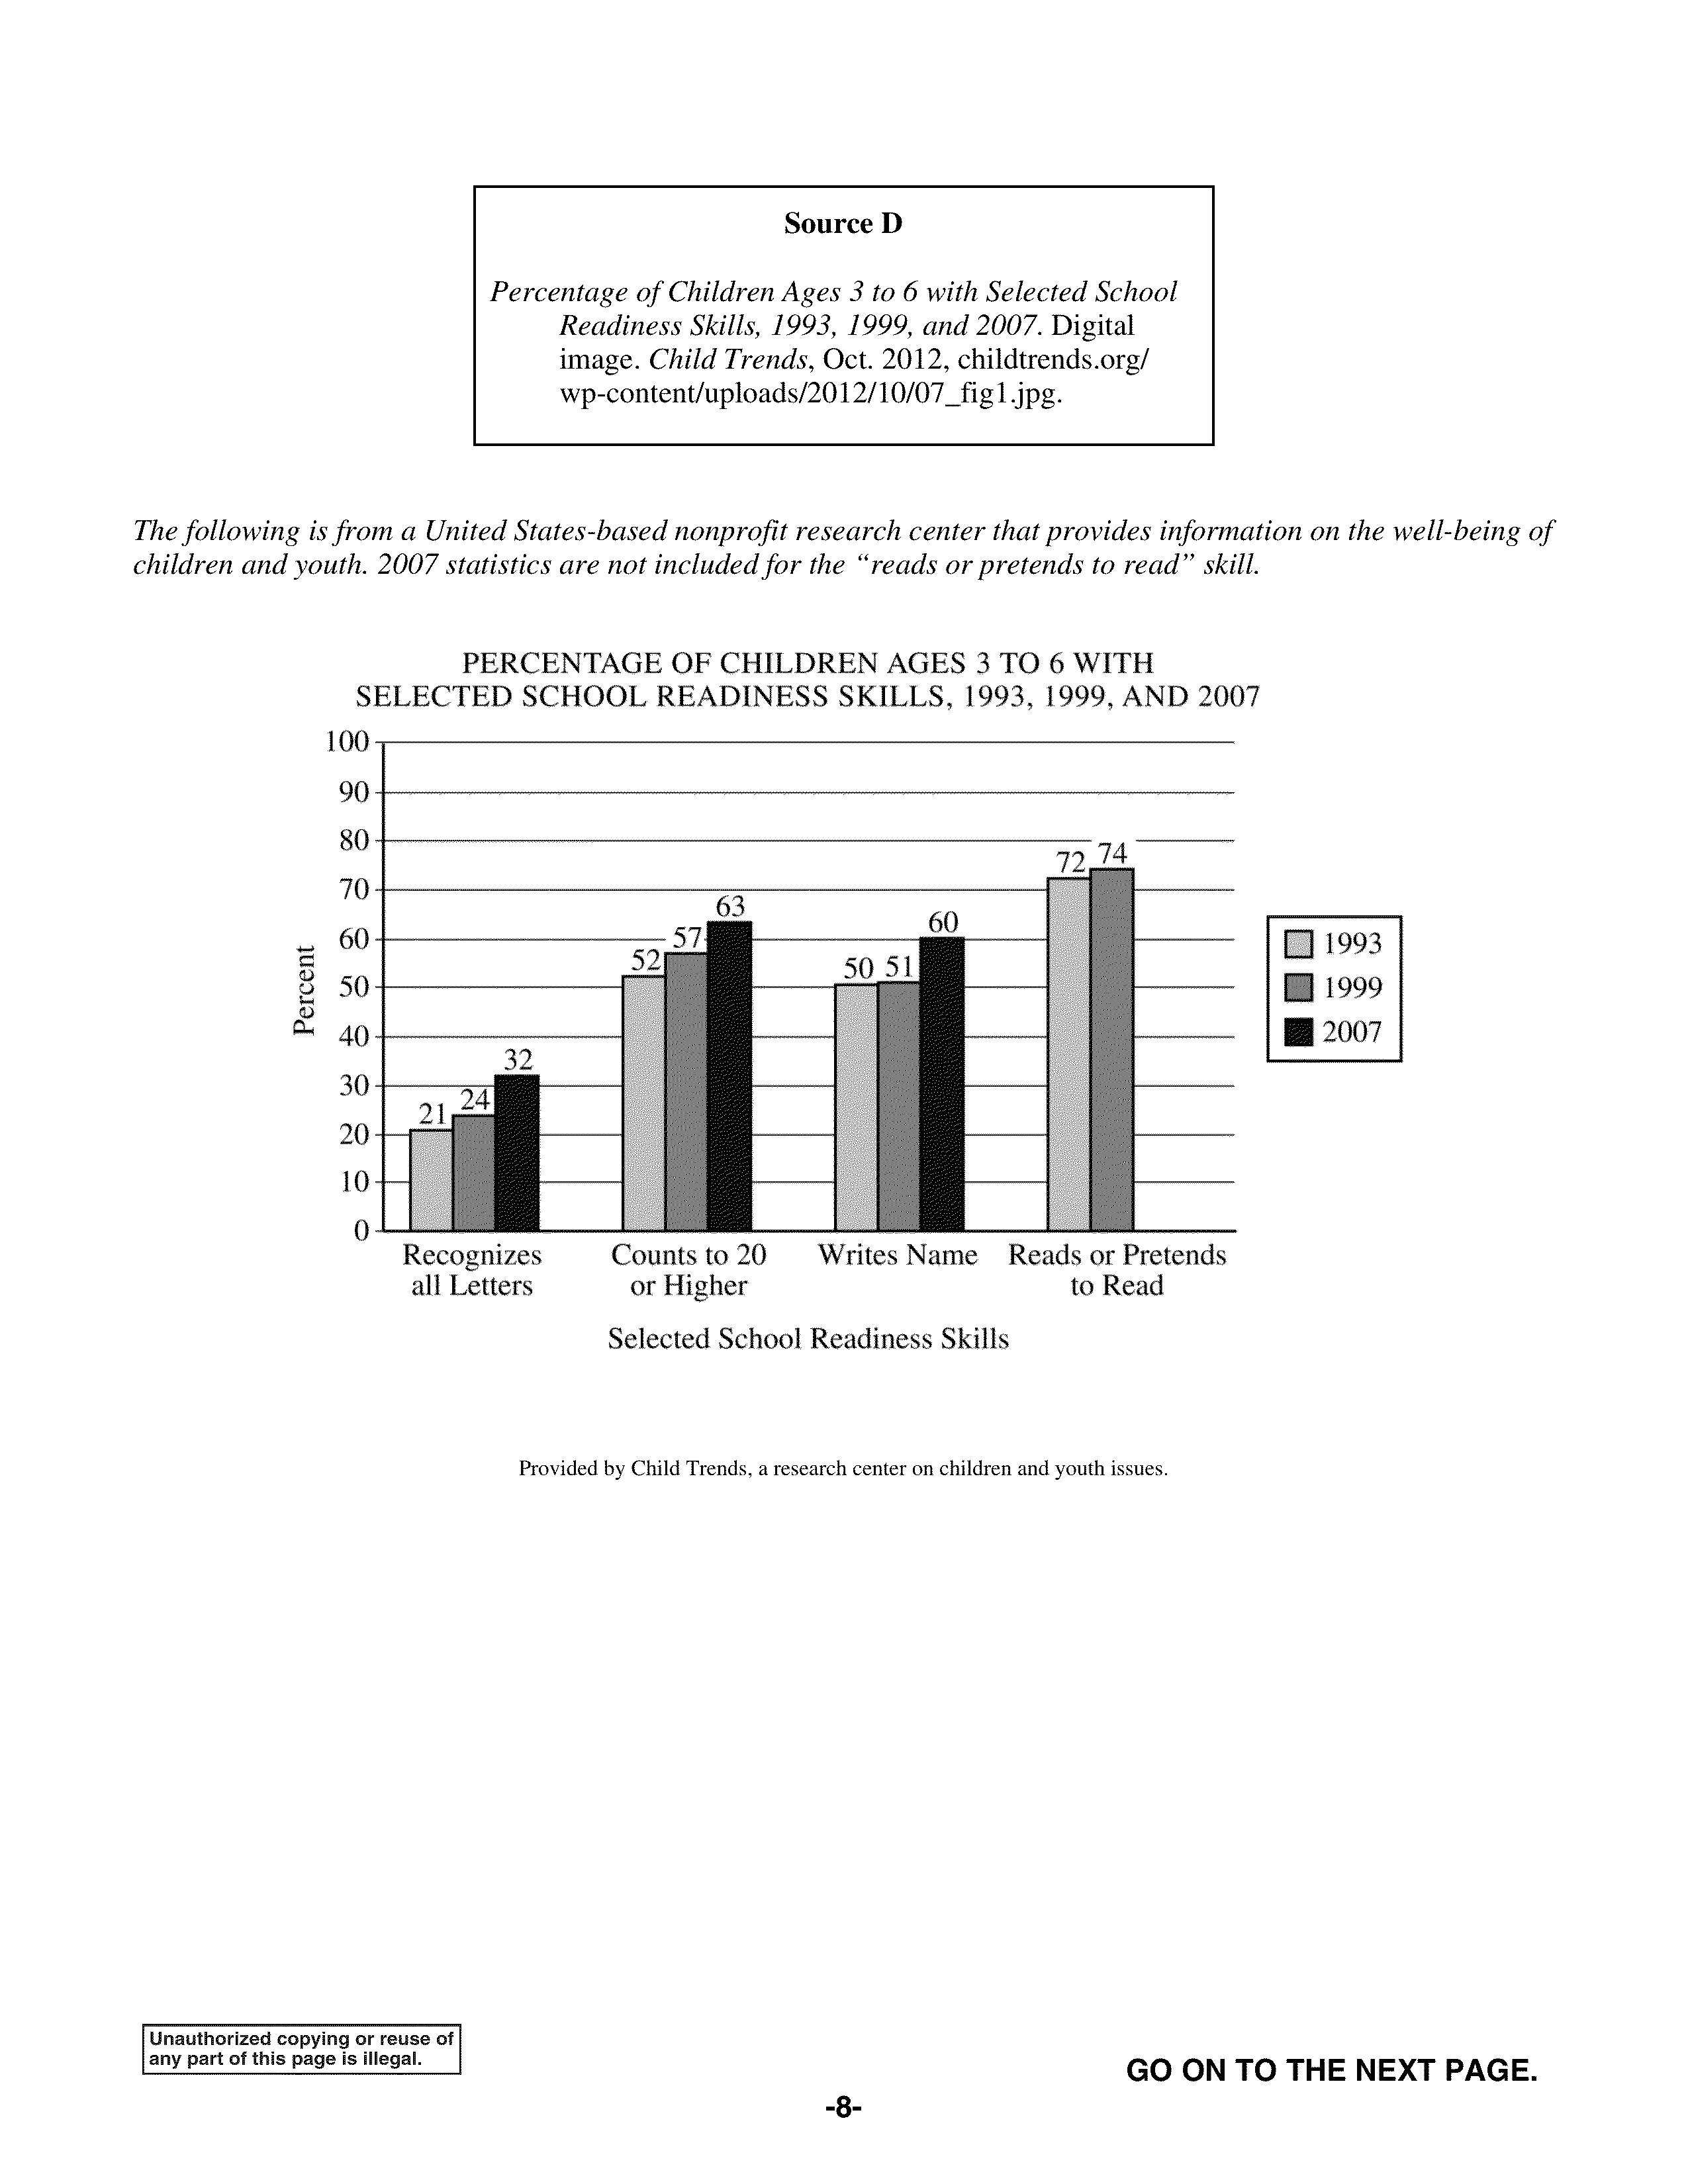 Source D
Percentage of Children Ages 3 to 6 with Selected School
Readiness Skills, 1993, 1999, and 2007. Digital
image. Child Trends, Oct. 2012, childtrends.org/
wp-content/uploads/2012/10/07_fig1.jpg.
The following is from a United States-based nonprofit research center that provides information on the well-being of
children and youth. 2007 statistics are not included for the “reads or pretends to read” skill.
PERCENTAGE OF CHILDREN AGES 3 TO 6 WITH
SELECTED SCHOOL READINESS SKILLS, 1993, 1999, AND 2007
Percent
100
90
80
70
60
50
40
30
20
10
0
21 24 32
52 57 63
50 51 60
72 74
Recognizes
all Letters
Counts to 20
or Higher
Writes Name
Reads or Pretends
to Read
Selected School Readiness Skills
1993
1999
2007
Provided by Child Trends, a research center on children and youth issues.
Unauthorized copying or reuse of
any part of this page is illegal.
GO ON TO THE NEXT PAGE.
-8-